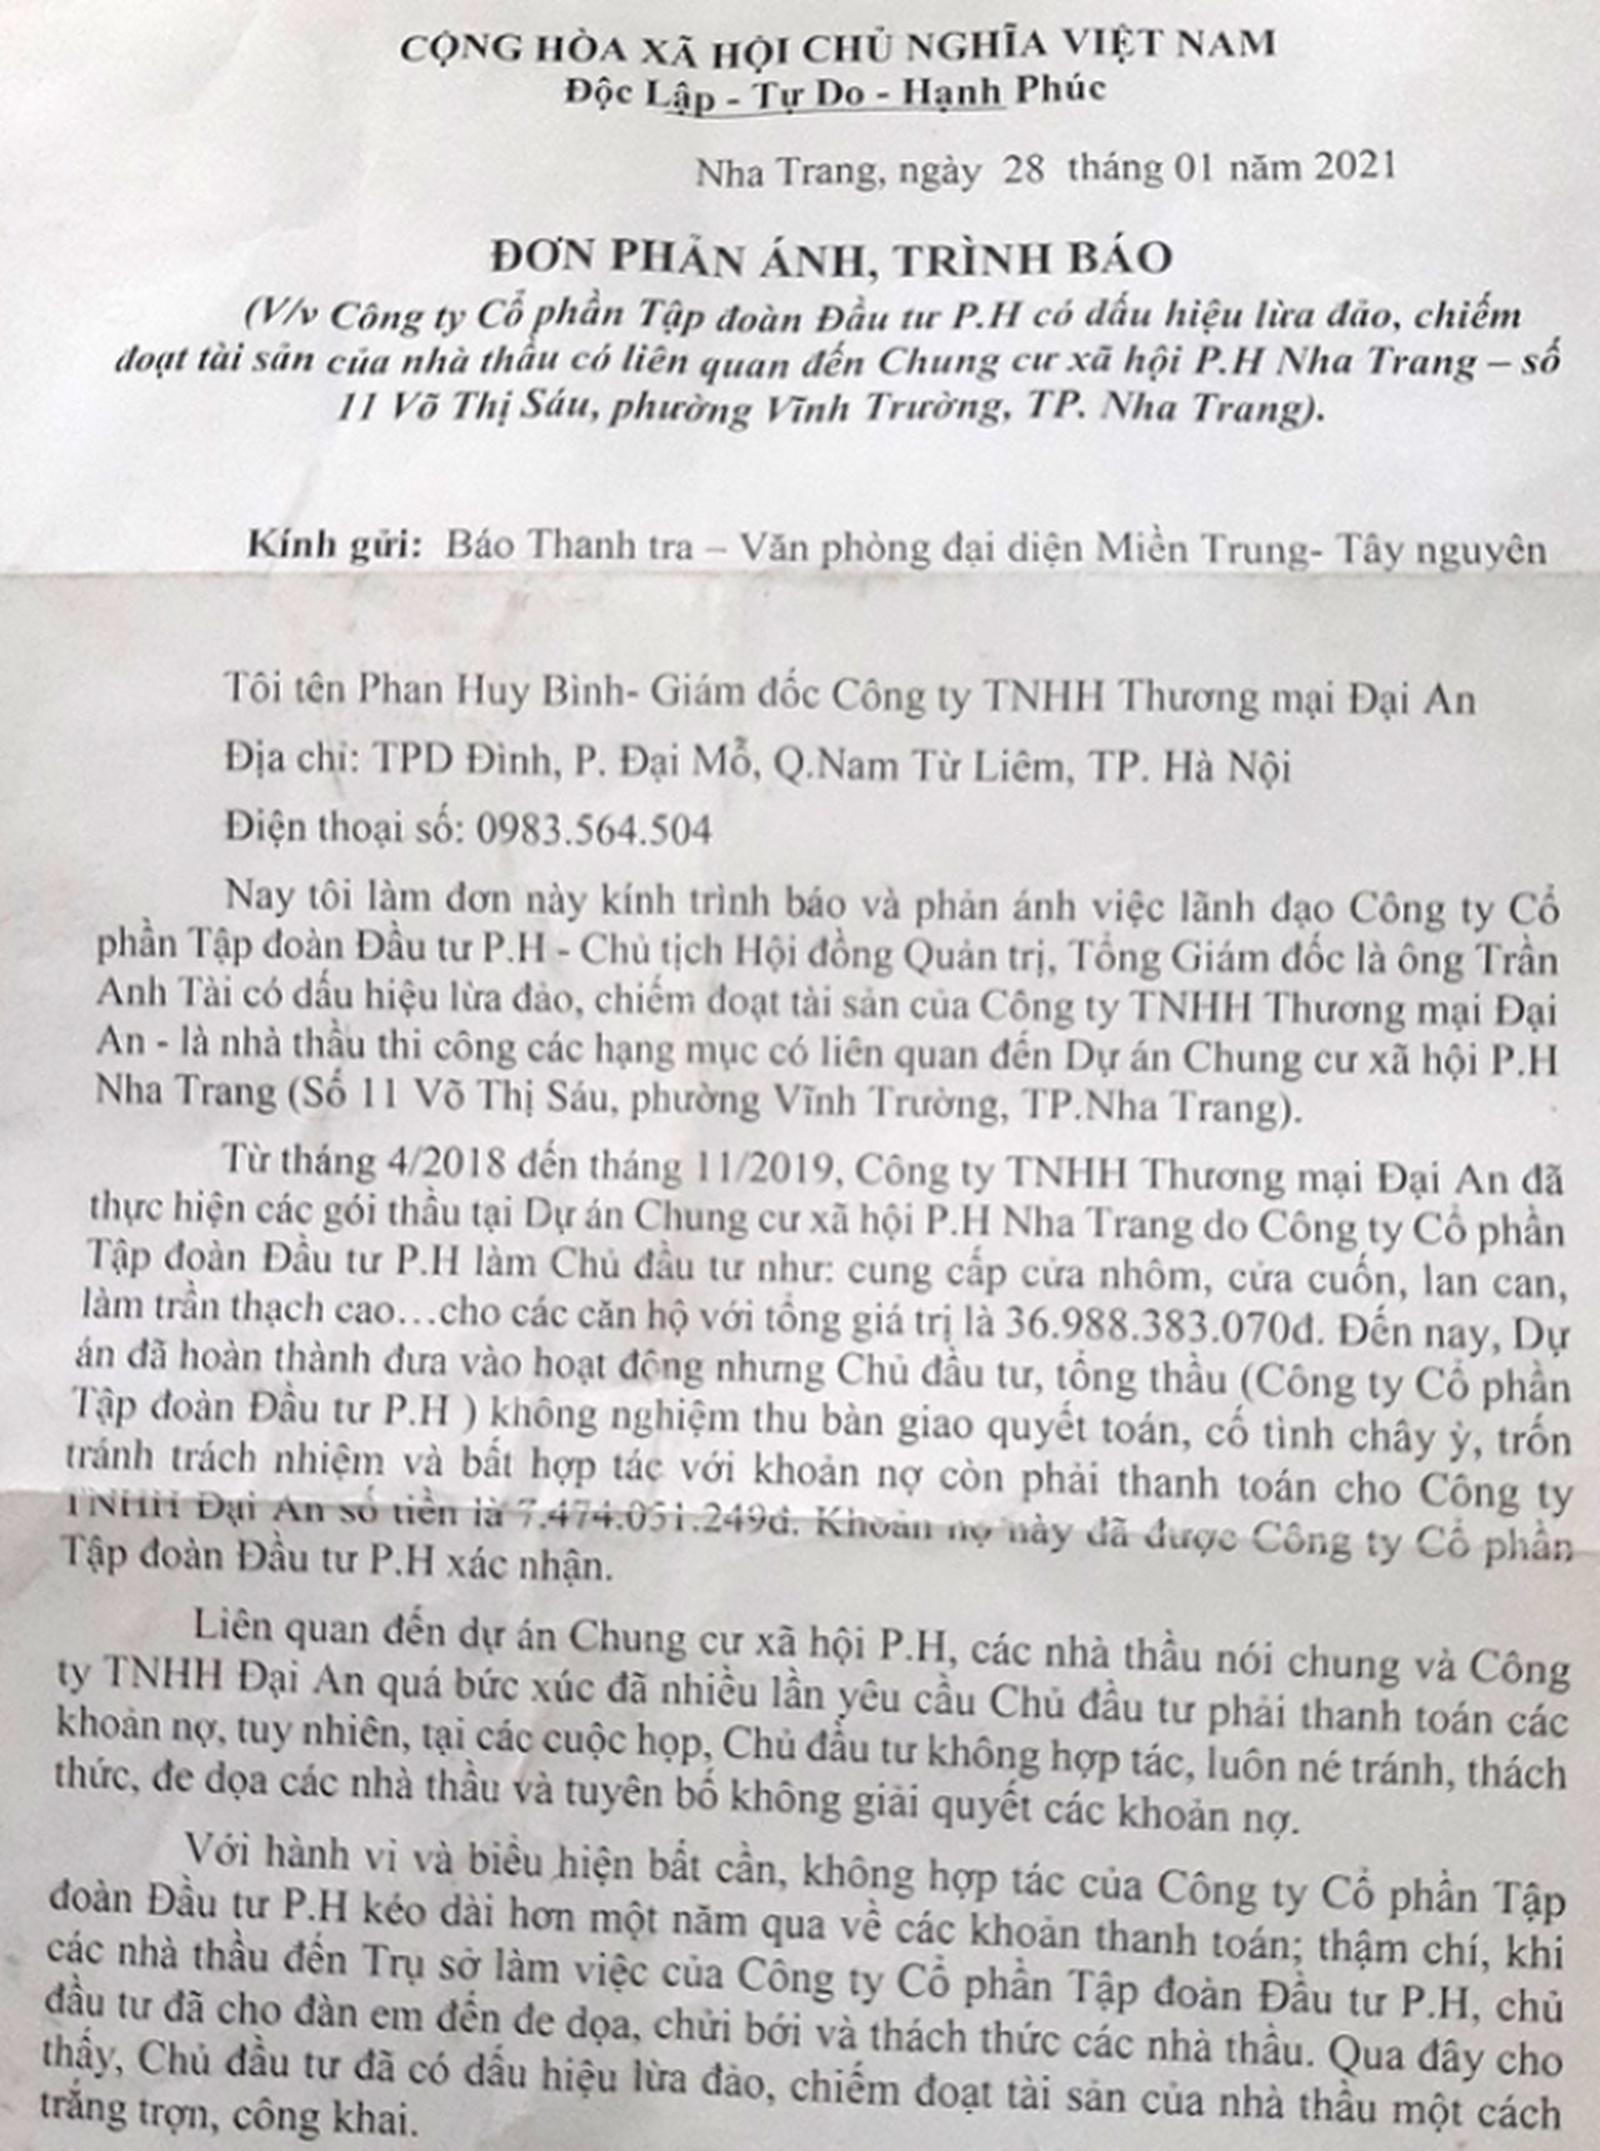 CỘNG HÒA XÃ HỘI CHỦ NGHĨA VIỆT NAM
Độc Lập - Tự Do - Hạnh Phúc
Nha Trang, ngày 28 tháng 01 năm 2021
ĐƠN PHẢN ÁNH, TRÌNH BÁO
(V/v Công ty Cổ phần Tập đoàn Đầu tư P.H có dấu hiệu lừa đảo, chiếm
đoạt tài sản của nhà thầu có liên quan đến Chung cư xã hội P.H Nha Trang – số
11 Võ Thị Sáu, phường Vĩnh Trường, TP. Nha Trang).
Kính gửi: Báo Thanh tra – Văn phòng đại diện Miền Trung- Tây nguyên
Tôi tên Phan Huy Bình- Giám đốc Công ty TNHH Thương mại Đại An
Địa chỉ: TPD Đình, P. Đại Mỗ, Q.Nam Từ Liêm, TP. Hà Nội
Điện thoại số: 0983.564.504
Nay tôi làm đơn này kính trình báo và phản ánh việc lãnh đạo Công ty Cổ
phần Tập đoàn Đầu tư P.H - Chủ tịch Hội đồng Quản trị, Tổng Giám đốc là ông Trần
Anh Tài có dấu hiệu lừa đảo, chiếm đoạt tài sản của Công ty TNHH Thương mại Đại
An - là nhà thầu thi công các hạng mục có liên quan đến Dự án Chung cư xã hội P.H
Nha Trang (Số 11 Võ Thị Sáu, phường Vĩnh Trường, TP.Nha Trang).
Từ tháng 4/2018 đến tháng 11/2019, Công ty TNHH Thương mại Đại An đã
thực hiện các gói thầu tại Dự án Chung cư xã hội P.H Nha Trang do Công ty Cổ phần
Tập đoàn Đầu tư P.H làm Chủ đầu tư như: cung cấp cửa nhôm, cửa cuốn, lan can,
làm trần thạch cao…cho các căn hộ với tổng giá trị là 36.988.383.070đ. Đến nay, Dự
án đã hoàn thành đưa vào hoạt động nhưng Chủ đầu tư, tổng thầu (Công ty Cổ phần
Tập đoàn Đầu tư P.H ) không nghiệm thu bàn giao quyết toán, cố tình chây ỳ, trốn
tránh trách nhiệm và bất hợp tác với khoản nợ còn phải thanh toán cho Công ty
TNHH Đại An số tiền là 7.474.051.249đ. Khoản nợ này đã được Công ty Cổ phần
Tập đoàn Đầu tư P.H xác nhận.
Liên quan đến dự án Chung cư xã hội P.H, các nhà thầu nói chung và Công
ty TNHH Đại An quá bức xúc đã nhiều lần yêu cầu Chủ đầu tư phải thanh toán các
khoản nợ, tuy nhiên, tại các cuộc họp, Chủ đầu tư không hợp tác, luôn né tránh, thách
thức, đe dọa các nhà thầu và tuyên bố không giải quyết các khoản nợ.
Với hành vi và biểu hiện bất cần, không hợp tác của Công ty Cổ phần Tập
đoàn Đầu tư P.H kéo dài hơn một năm qua về các khoản thanh toán; thậm chí, khi
các nhà thầu đến Trụ sở làm việc của Công ty Cổ phần Tập đoàn Đầu tư P.H, chủ
đầu tư đã cho đàn em đến đe dọa, chửi bới và thách thức các nhà thầu. Qua đây cho
thấy, Chủ đầu tư đã có dấu hiệu lừa đảo, chiếm đoạt tài sản của nhà thầu một cách
trắng trợn, công khai.